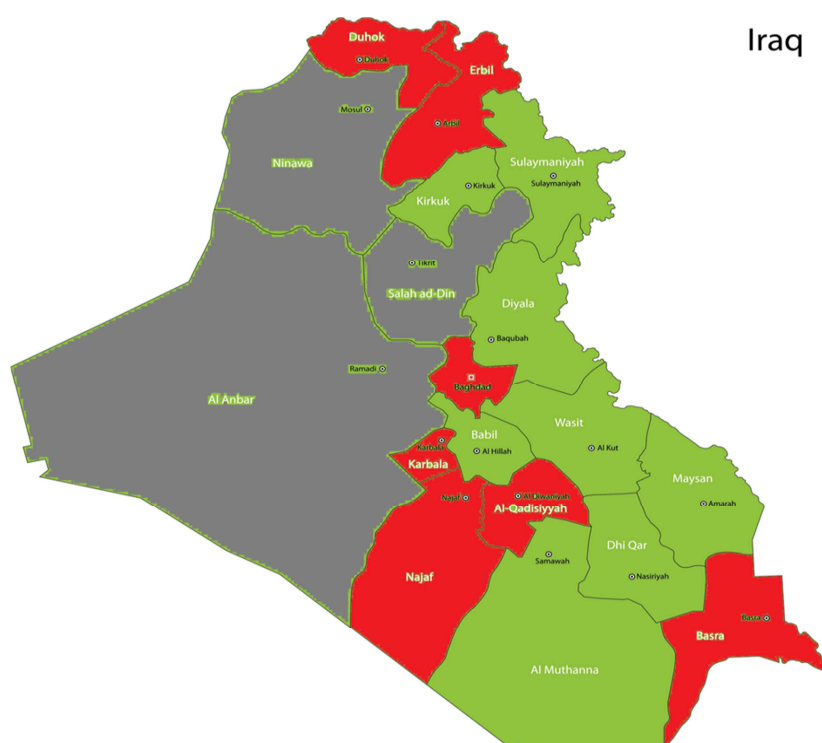 Iraq
Duhok
Duhok
Erbil
Mosul
Arbil
Ninawa
Sulaymaniyah
Sulaymaniyah
Kirkuk
Kirkuk
Tikrit
Salah ad-Din
Diyala
Baqubah
Ramadi
Baghdad
Al Anbar
Wasit
Babil
Karbala
Al Hillah
Al Kut
Karbala
Maysan
Najaf
Al-Diwaniyah
Al-Qadisiyyah
Amarah
Dhi Qar
Samawah
Najaf
Nasiriyah
Basra
Basra
Al Muthanna